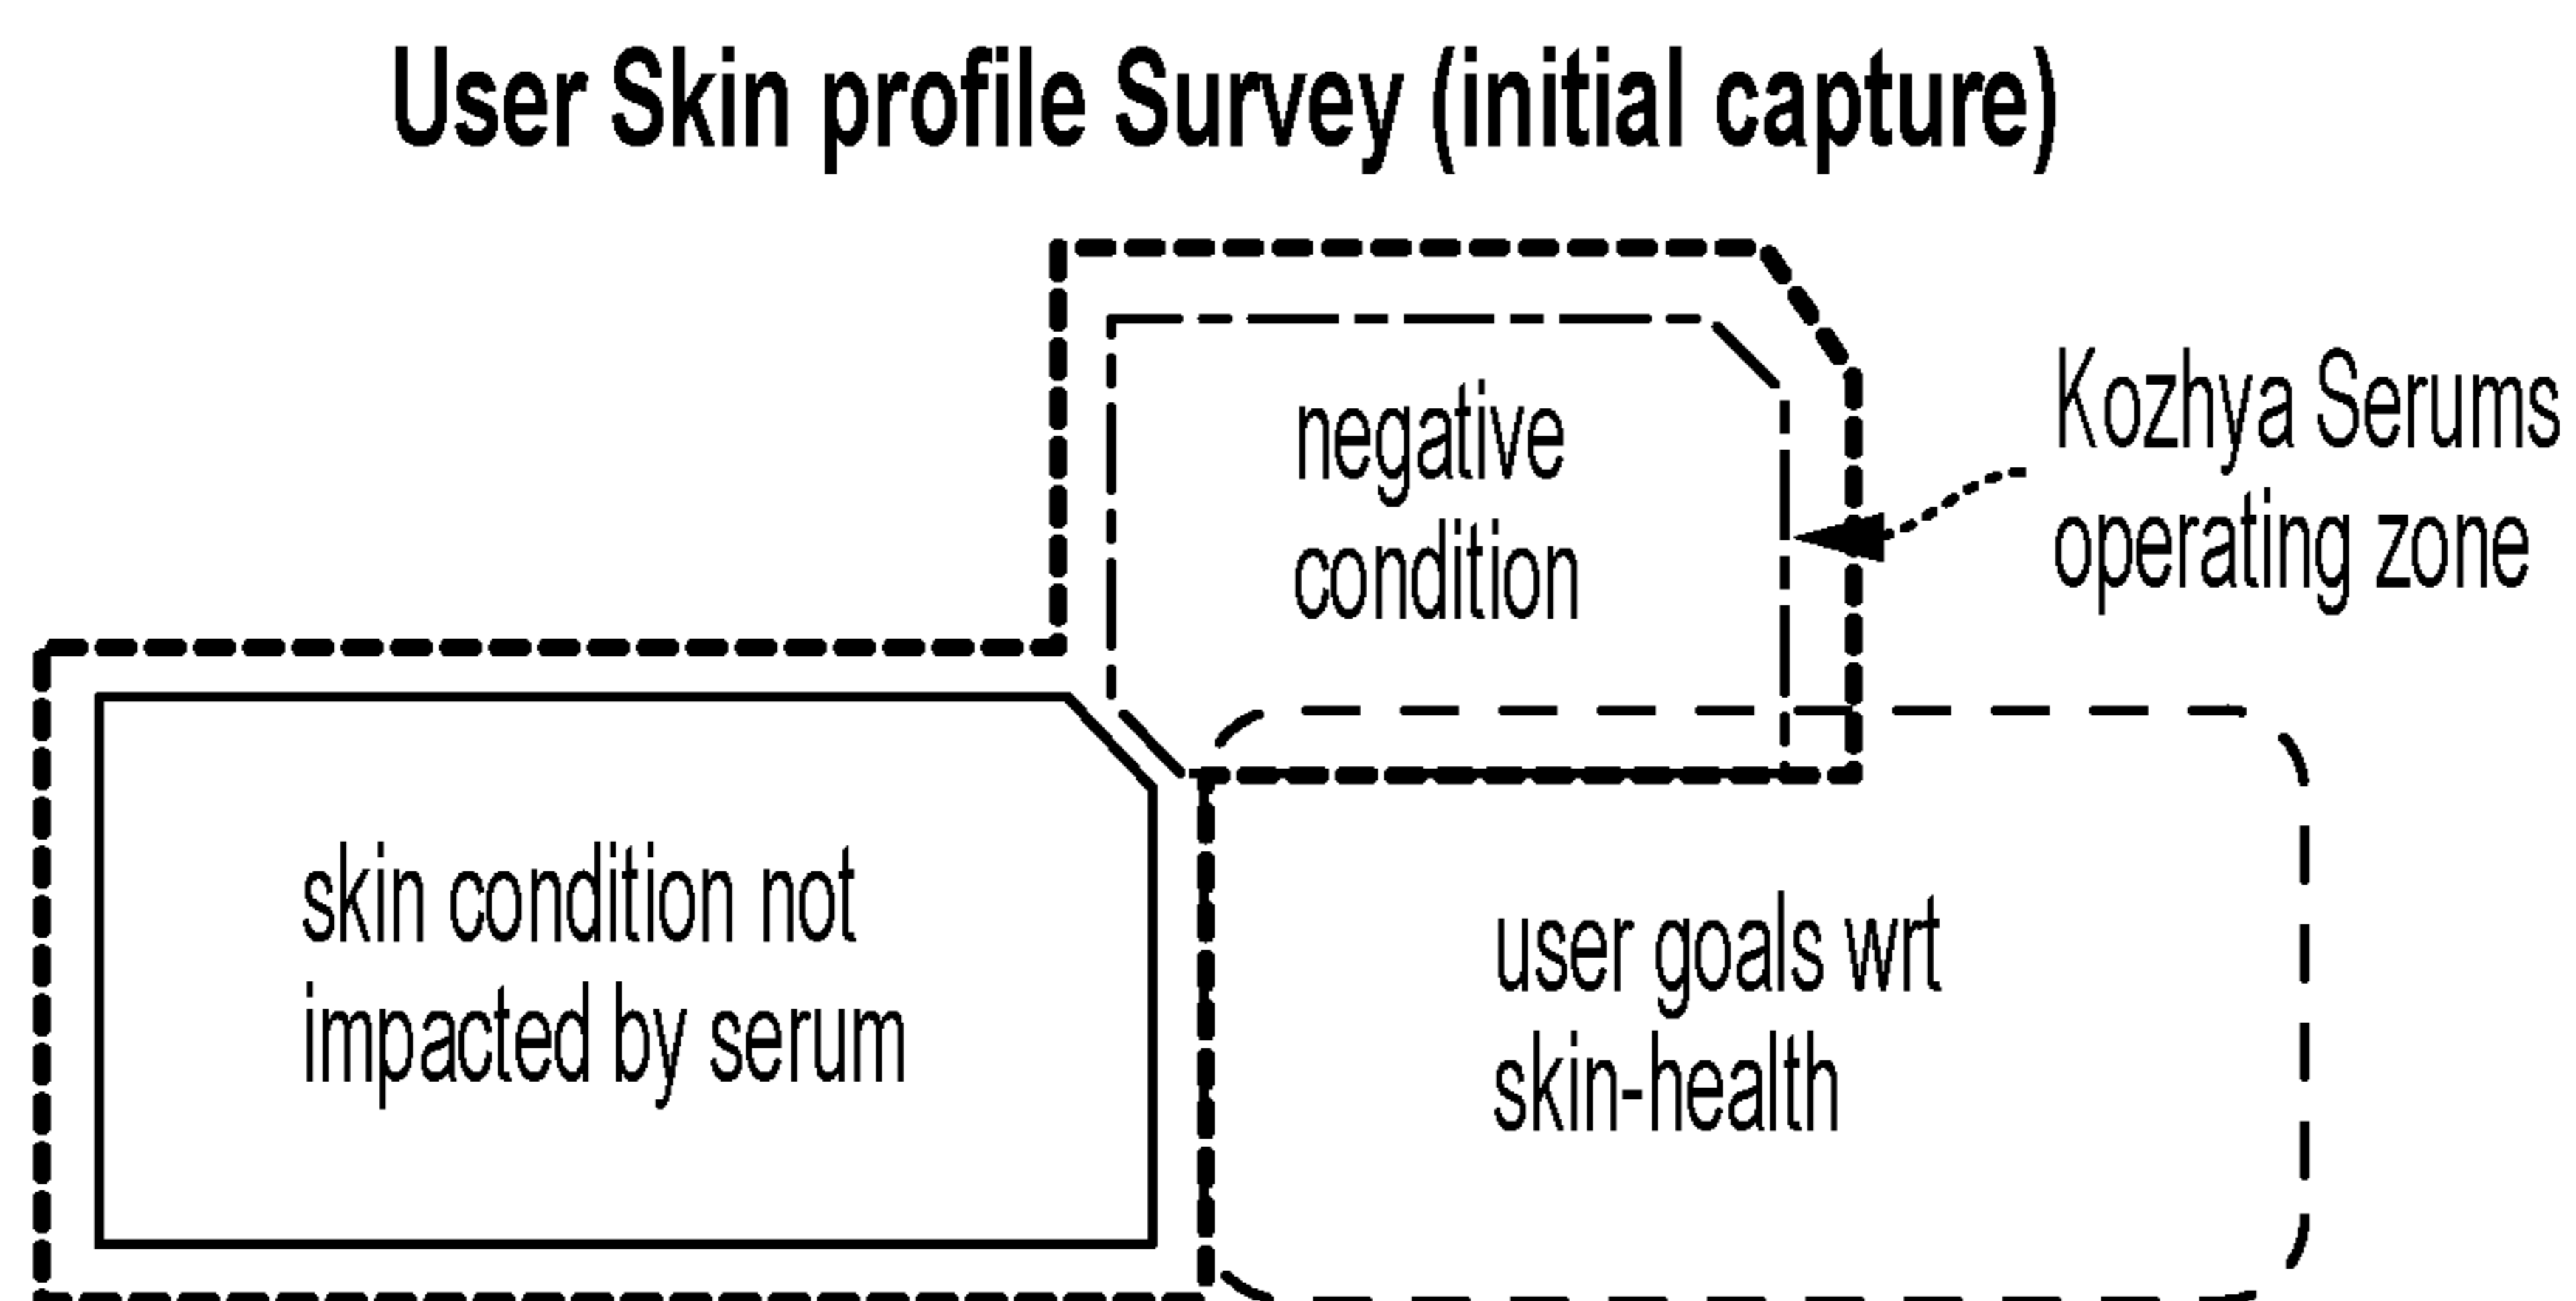 User Skin profile Survey (initial capture)
negative
condition
Kozhya Serums
operating zone
skin condition not
impacted by serum
user goals wrt
skin-health